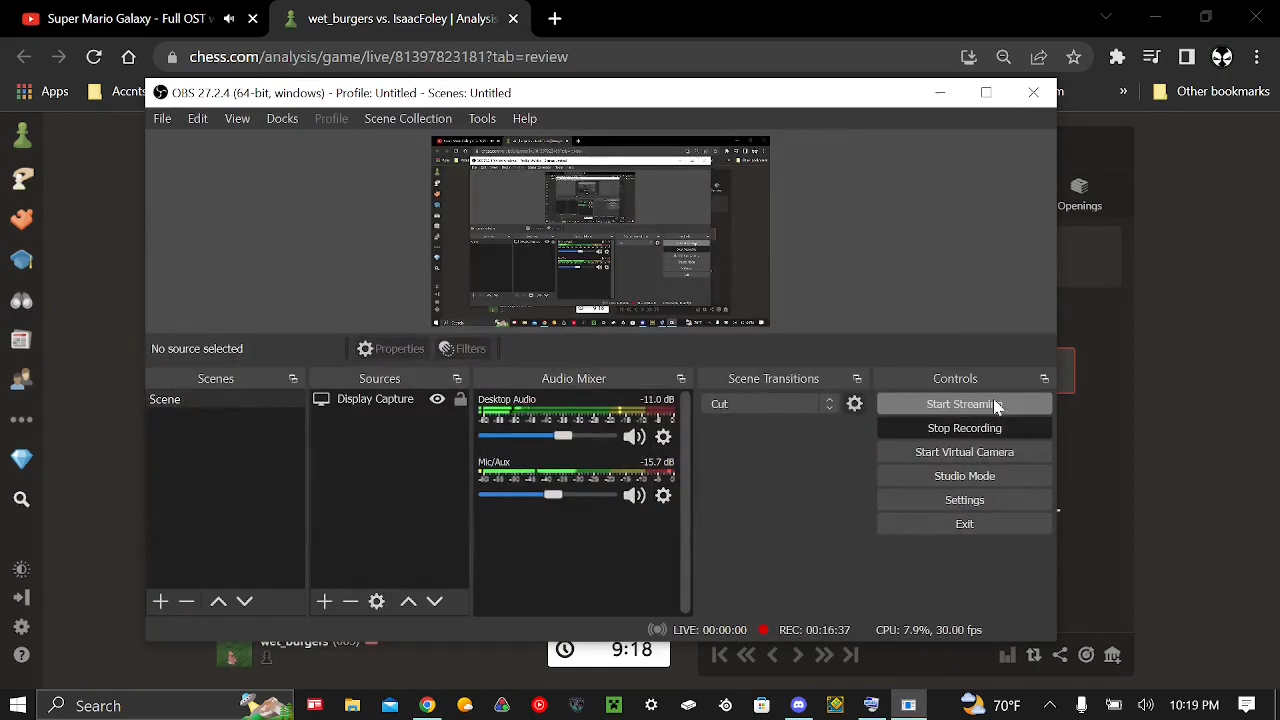 Super Mario Galaxy - Full OST
wet_burgers vs. IsaacFoley | Analysis
chess.com/analysis/game/live/81397823181?tab=review
Apps
Accnts
Other bookmarks
OBS 27.2.4 (64-bit, windows) - Profile: Untitled - Scenes: Untitled
File Edit View Docks Profile Scene Collection Tools Help
Openings
No source selected
Properties
Filters
Scenes
Sources
Audio Mixer
Scene Transitions
Controls
Scene
Display Capture
Desktop Audio
-11.0 dB
Mic/Aux
-15.7 dB
Cut
Start Streaming
Stop Recording
Start Virtual Camera
Studio Mode
Settings
Exit
LIVE: 00:00:00
REC: 00:16:37
CPU: 7.9%, 30.00 fps
wet_burgers
9:18
Search
70°F
10:19 PM